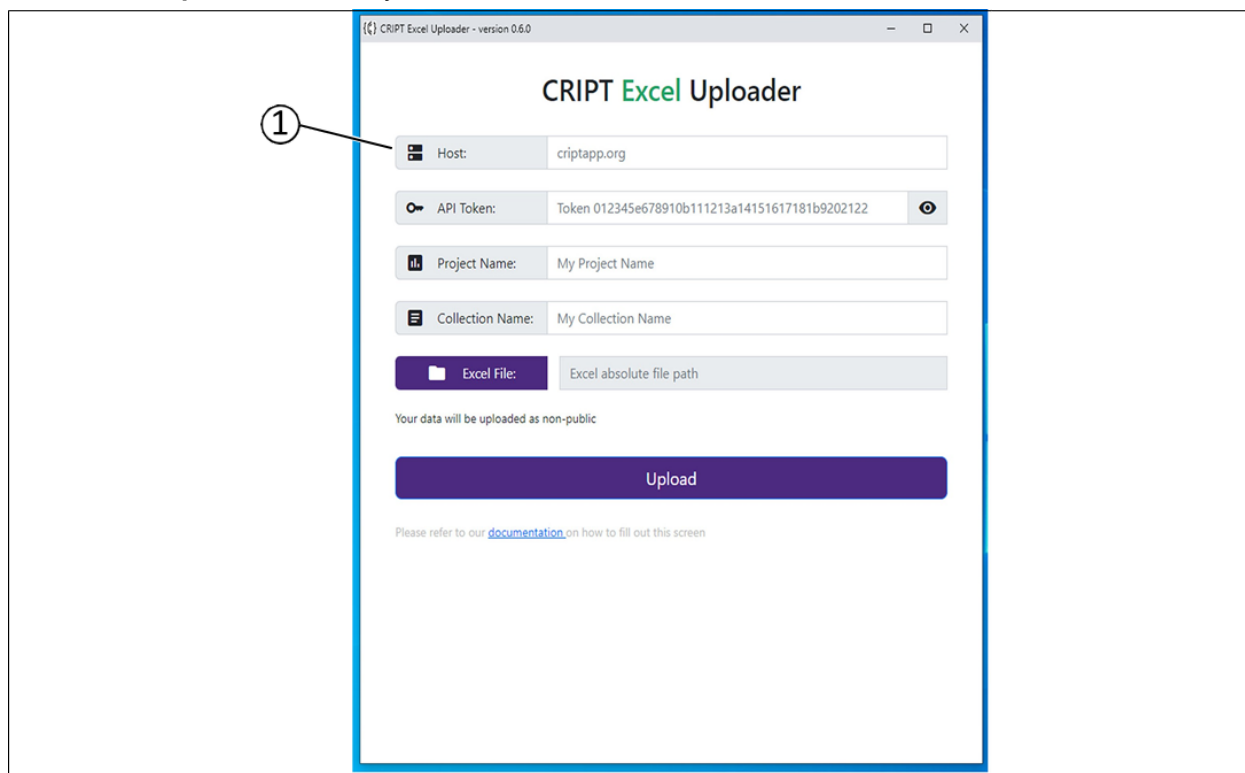 CRIPT Excel Uploader - version 0.6.0
CRIPT Excel Uploader
1
Host: criptapp.org
API Token: Token 012345e678910b111213a14151617181b9202122
Project Name: My Project Name
Collection Name: My Collection Name
Excel File: Excel absolute file path
Your data will be uploaded as non-public
Upload
Please refer to our documentation on how to fill out this screen